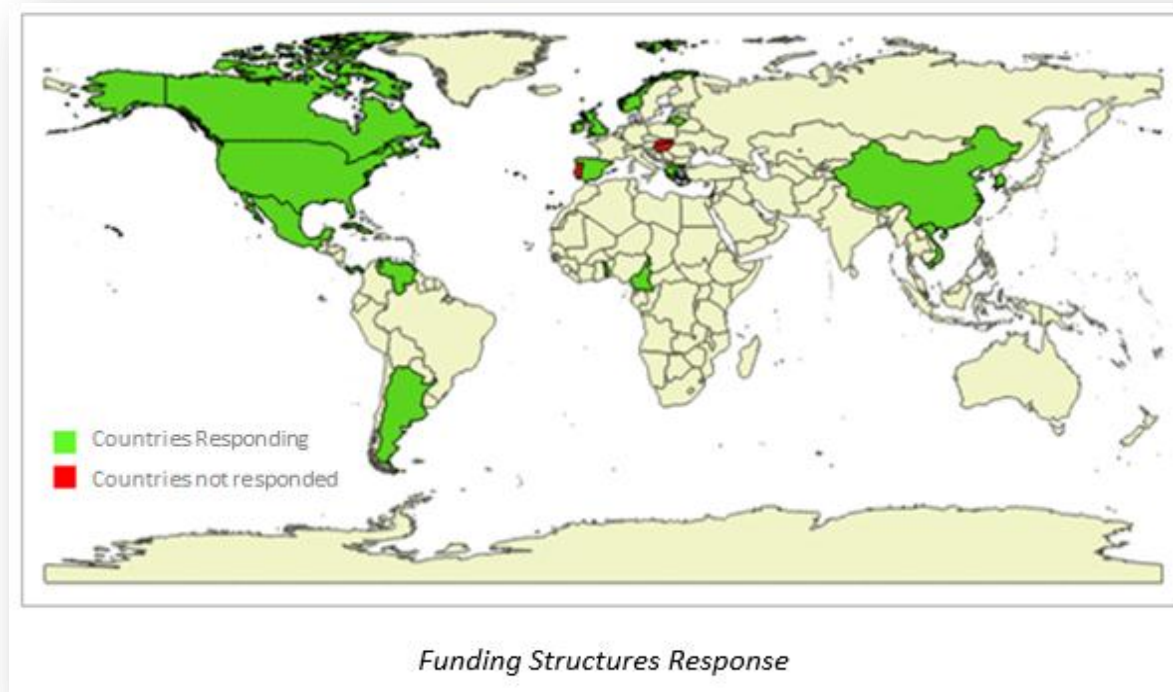 Countries Responding
Countries not responded
Funding Structures Response